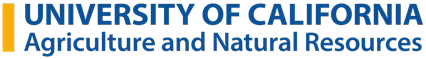 UNIVERSITY OF CALIFORNIA
Agriculture and Natural Resources